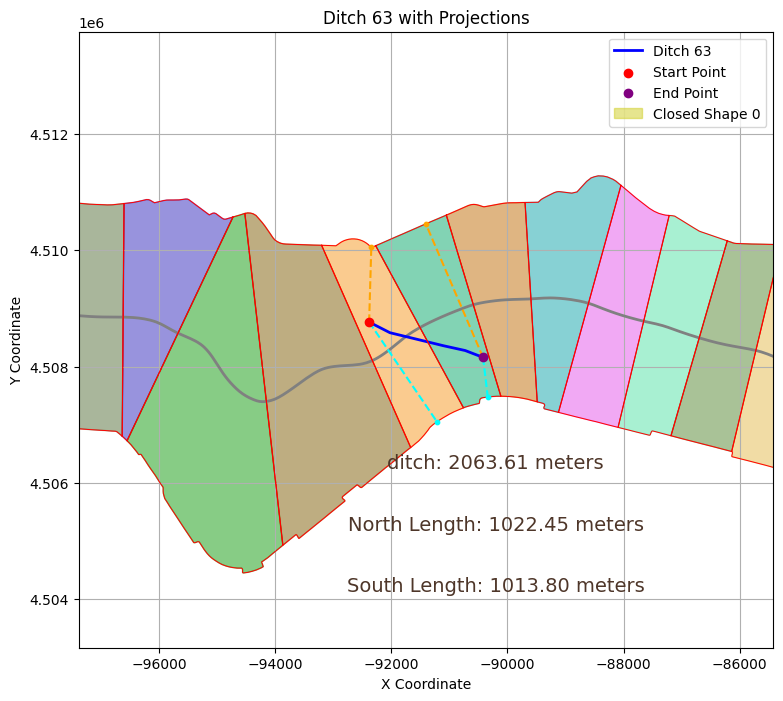 Ditch 63 with Projections
1e6
Ditch 63
Start Point
End Point
Closed Shape 0
4.512
4.510
4.508
4.506
4.504
Y Coordinate
ditch: 2063.61 meters
North Length: 1022.45 meters
South Length: 1013.80 meters
−96000 −94000 −92000 −90000 −88000 −86000
X Coordinate